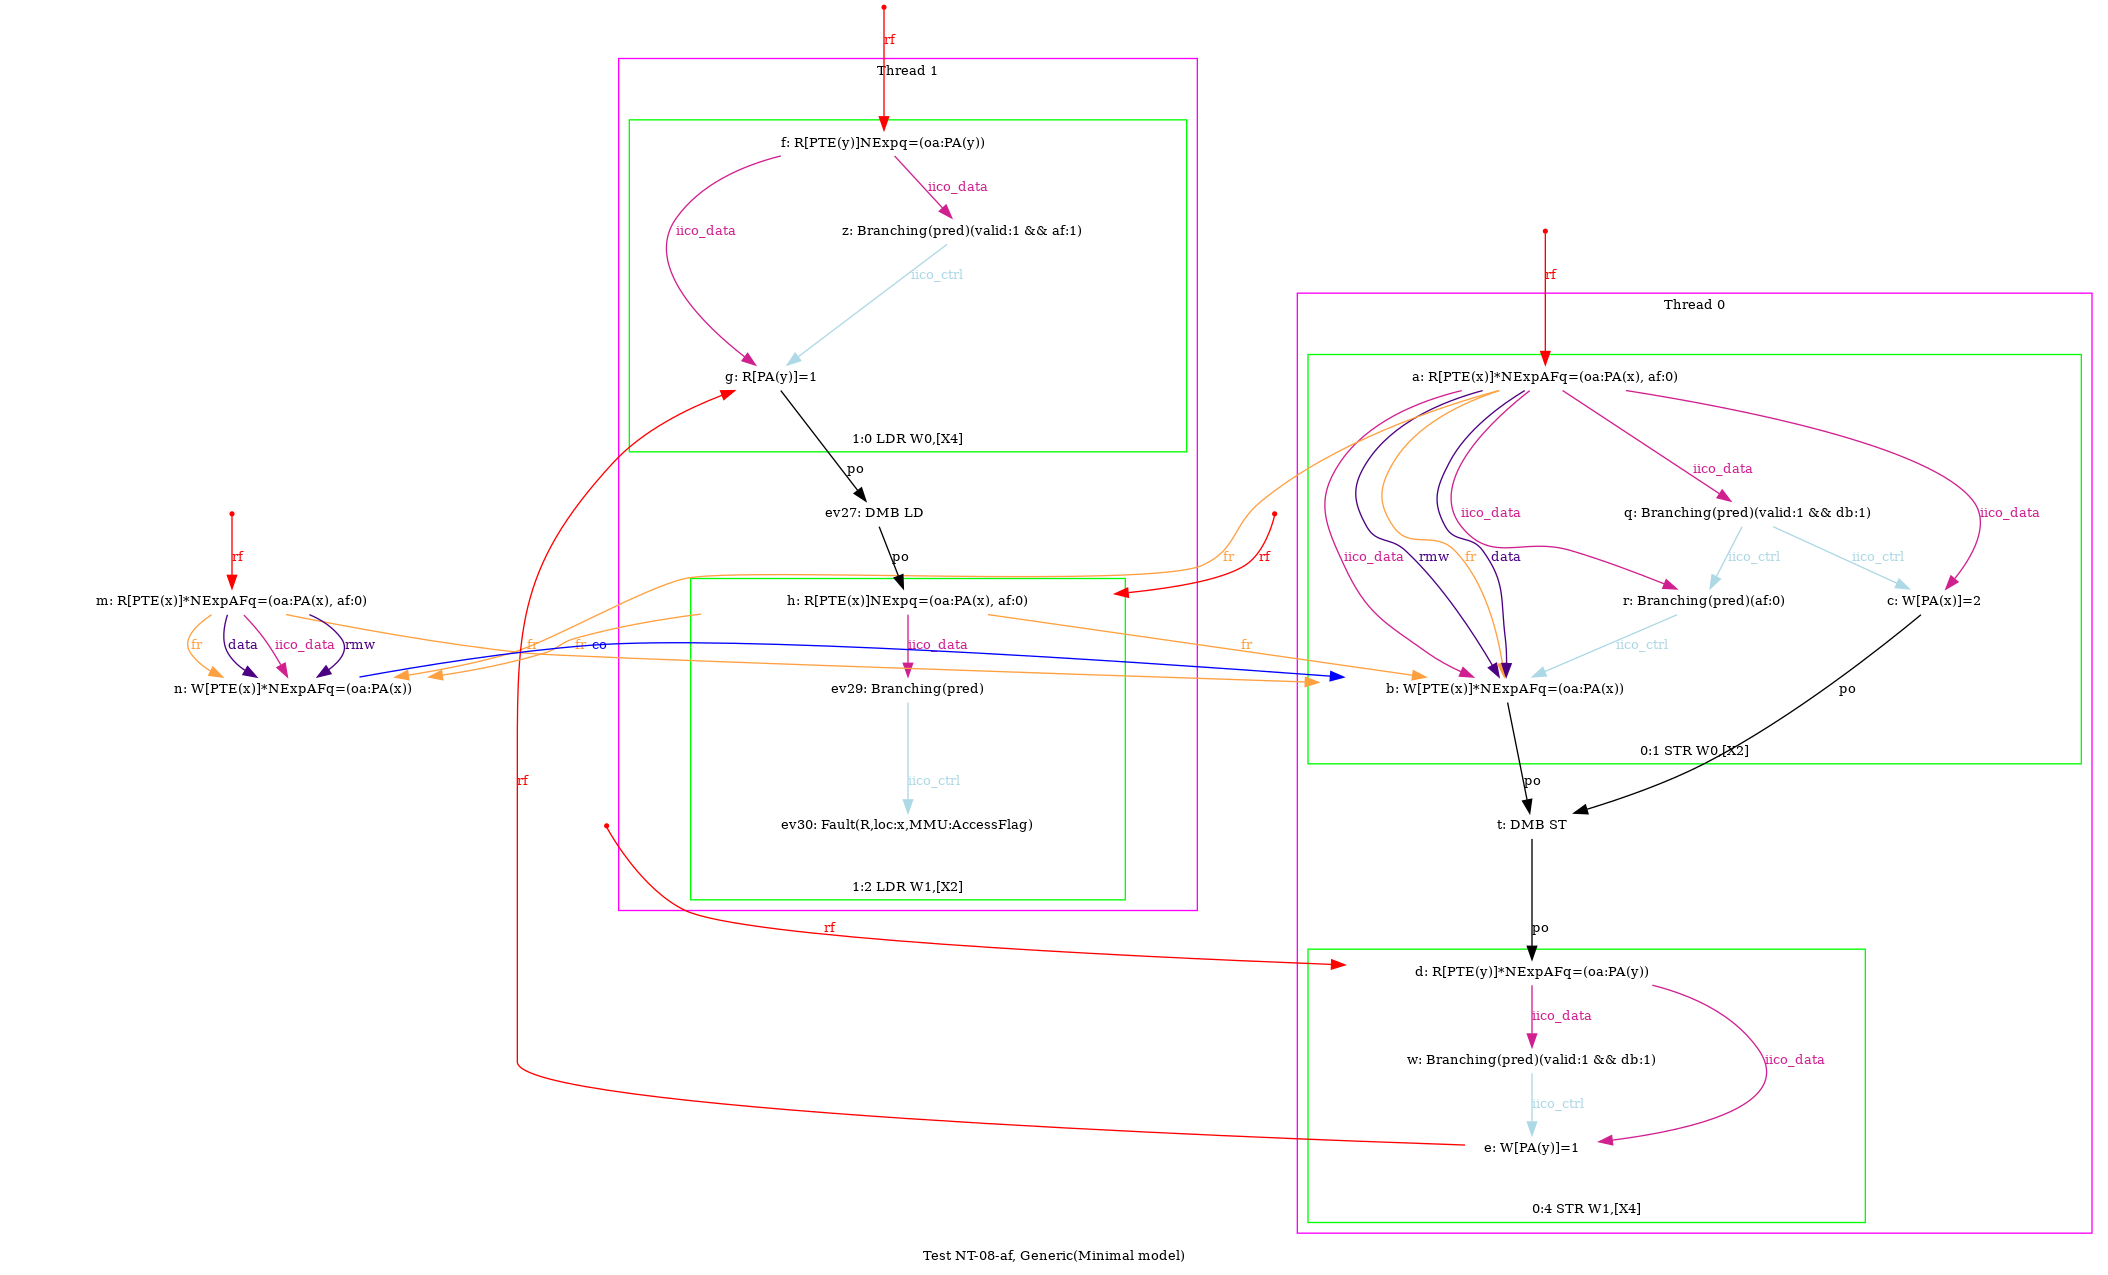 rf
Thread 1
f: R[PTE(y)]NExpq=(oa:PA(y))
iico_data
iico_data
z: Branching(pred)(valid:1 && af:1)
iico_ctrl
g: R[PA(y)]=1
1:0 LDR W0,[X4]
po
ev27: DMB LD
po
h: R[PTE(x)]NExpq=(oa:PA(x), af:0)
iico_data
ev29: Branching(pred)
iico_ctrl
ev30: Fault(R,loc:x,MMU:AccessFlag)
1:2 LDR W1,[X2]
rf
m: R[PTE(x)]*NExpAFq=(oa:PA(x), af:0)
fr
data
iico_data
rmw
n: W[PTE(x)]*NExpAFq=(oa:PA(x))
fr
fr
co
fr
rf
fr
rf
rf
rf
Thread 0
a: R[PTE(x)]*NExpAFq=(oa:PA(x), af:0)
iico_data
q: Branching(pred)(valid:1 && db:1)
iico_data
iico_data
iico_data
rmw
fr
data
iico_ctrl
iico_ctrl
r: Branching(pred)(af:0)
c: W[PA(x)]=2
iico_ctrl
b: W[PTE(x)]*NExpAFq=(oa:PA(x))
po
0:1 STR W0,[X2]
po
t: DMB ST
po
d: R[PTE(y)]*NExpAFq=(oa:PA(y))
iico_data
w: Branching(pred)(valid:1 && db:1)
iico_data
iico_ctrl
e: W[PA(y)]=1
0:4 STR W1,[X4]
Test NT-08-af, Generic(Minimal model)